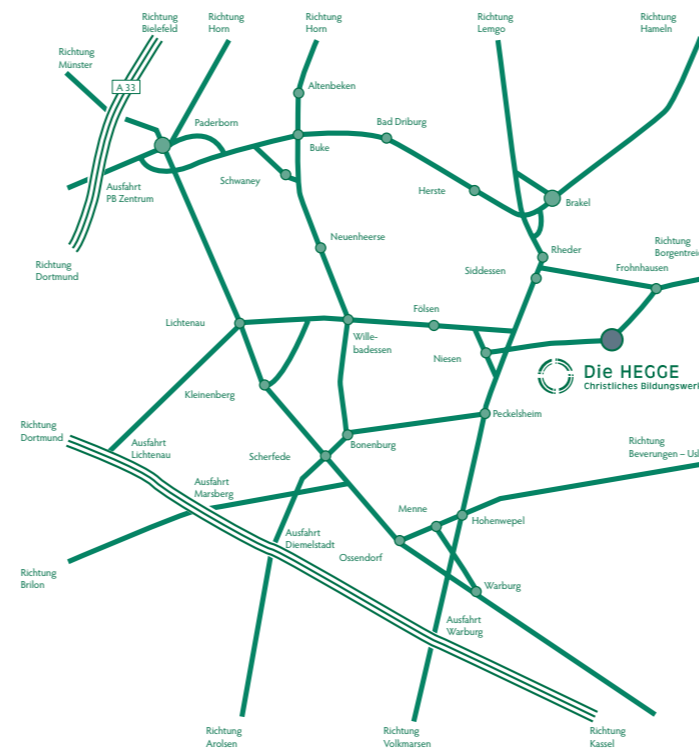 Richtung
Bielefeld
Richtung
Horn
Richtung
Horn
Richtung
Lemgo
Richtung
Hameln
Richtung
Münster
A 33
Altenbeken
Paderborn
Bad Driburg
Buke
Schwaney
Ausfahrt
PB Zentrum
Herste
Brakel
Neuenheerse
Rheder
Richtung
Borgentreich
Richtung
Dortmund
Siddessen
Frohnhausen
Fölsen
Lichtenau
Wille-
badessen
Niesen
Die HEGGE
Christliches Bildungswerk
Kleinenberg
Peckelsheim
Richtung
Dortmund
Ausfahrt
Lichtenau
Scherfede
Bonenburg
Richtung
Beverungen – Usl
Ausfahrt
Marsberg
Menne
Hohenwepel
Ausfahrt
Diemelstadt
Ossendorf
Richtung
Brilon
Warburg
Ausfahrt
Warburg
Richtung
Arolsen
Richtung
Volkmarsen
Richtung
Kassel